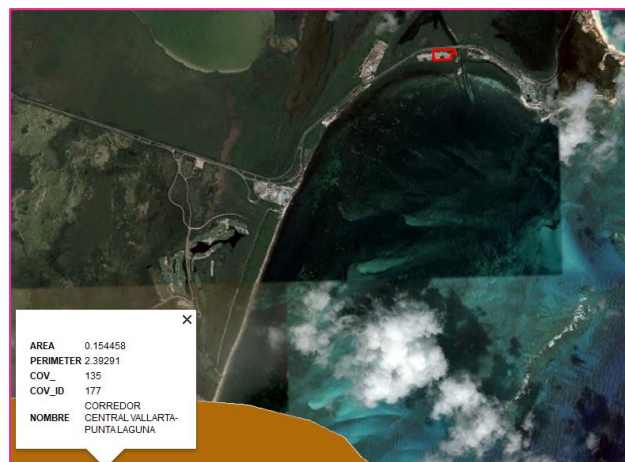 ×
AREA 0.154458
PERIMETER 2.39291
COV_ 135
COV_ID 177
CORREDOR
NOMBRE CENTRAL VALLARTA-
PUNTA LAGUNA